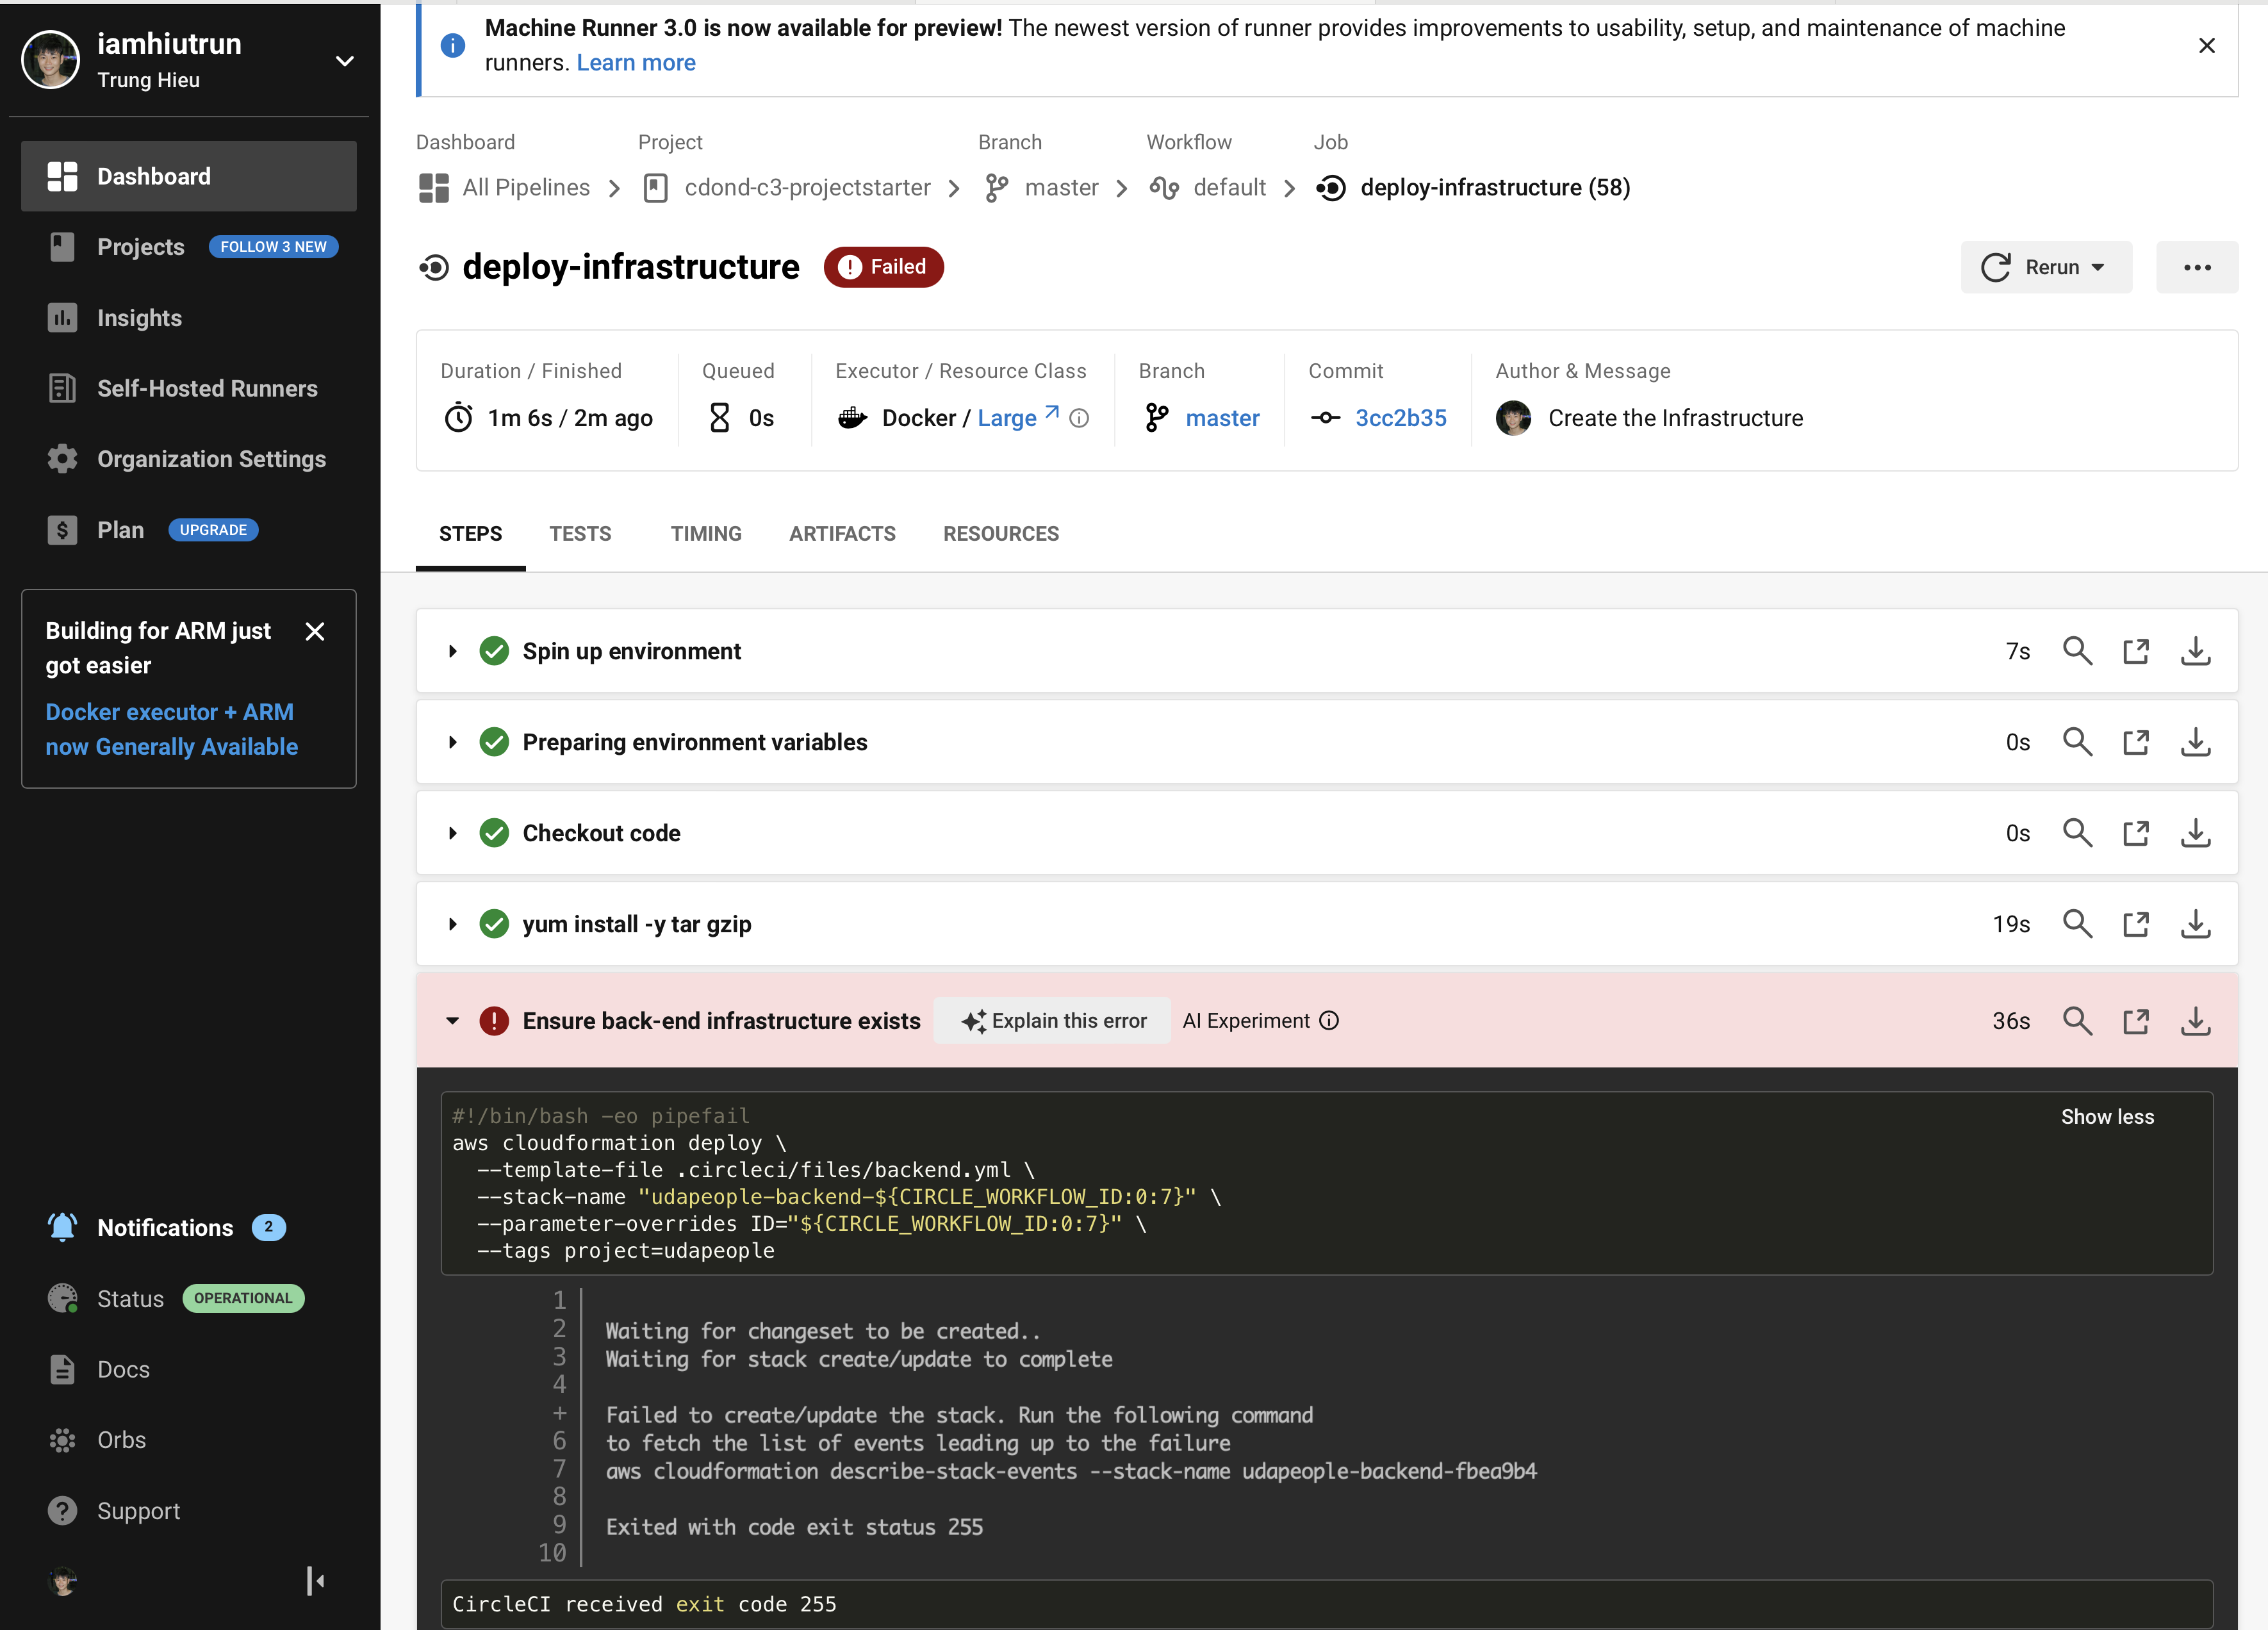 iamhiutrun
Trung Hieu
Dashboard
Projects FOLLOW 3 NEW
Insights
Self-Hosted Runners
Organization Settings
Plan UPGRADE
Building for ARM just
got easier
Docker executor + ARM
now Generally Available
Notifications 2
Status OPERATIONAL
Docs
Orbs
Support
Machine Runner 3.0 is now available for preview! The newest version of runner provides improvements to usability, setup, and maintenance of machine
runners. Learn more
Dashboard Project Branch Workflow Job
All Pipelines cdond-c3-projectstarter master default deploy-infrastructure (58)
deploy-infrastructure Failed Rerun
Duration / Finished Queued Executor / Resource Class Branch Commit Author & Message
1m 6s / 2m ago 0s Docker / Large master 3cc2b35 Create the Infrastructure
STEPS TESTS TIMING ARTIFACTS RESOURCES
Spin up environment 7s
Preparing environment variables 0s
Checkout code 0s
yum install -y tar gzip 19s
Ensure back-end infrastructure exists Explain this error AI Experiment 36s
#!/bin/bash -eo pipefail Show less
aws cloudformation deploy \
--template-file .circleci/files/backend.yml \
--stack-name "udapeople-backend-${CIRCLE_WORKFLOW_ID:0:7}" \
--parameter-overrides ID="${CIRCLE_WORKFLOW_ID:0:7}" \
--tags project=udapeople
1
2 Waiting for changeset to be created..
3 Waiting for stack create/update to complete
4
+ Failed to create/update the stack. Run the following command
6 to fetch the list of events leading up to the failure
7 aws cloudformation describe-stack-events --stack-name udapeople-backend-fbea9b4
8
9 Exited with code exit status 255
10
CircleCI received exit code 255